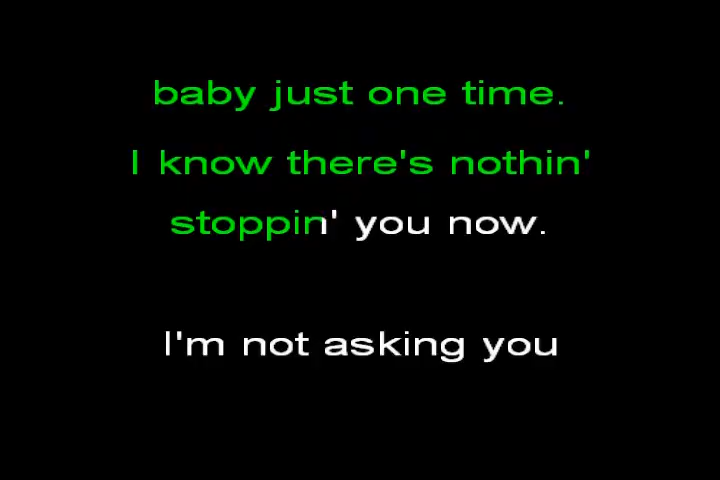 baby just one time.
I know there's nothin'
stoppin' you now.
I'm not asking you